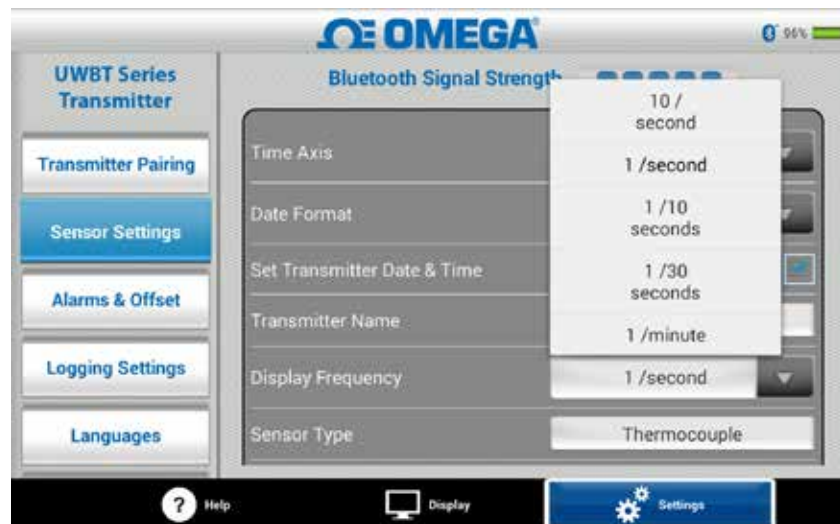 ΩE OMEGA
96%
UWBT Series
Transmitter
Transmitter Pairing
Sensor Settings
Alarms & Offset
Logging Settings
Languages
Bluetooth Signal Strength
Time Axis
Date Format
Set Transmitter Date & Time
Transmitter Name
Display Frequency
1 /second
Sensor Type
Thermocouple
10 /
second
1 /second
1 /10
seconds
1 /30
seconds
1 /minute
? Help
Display
Settings